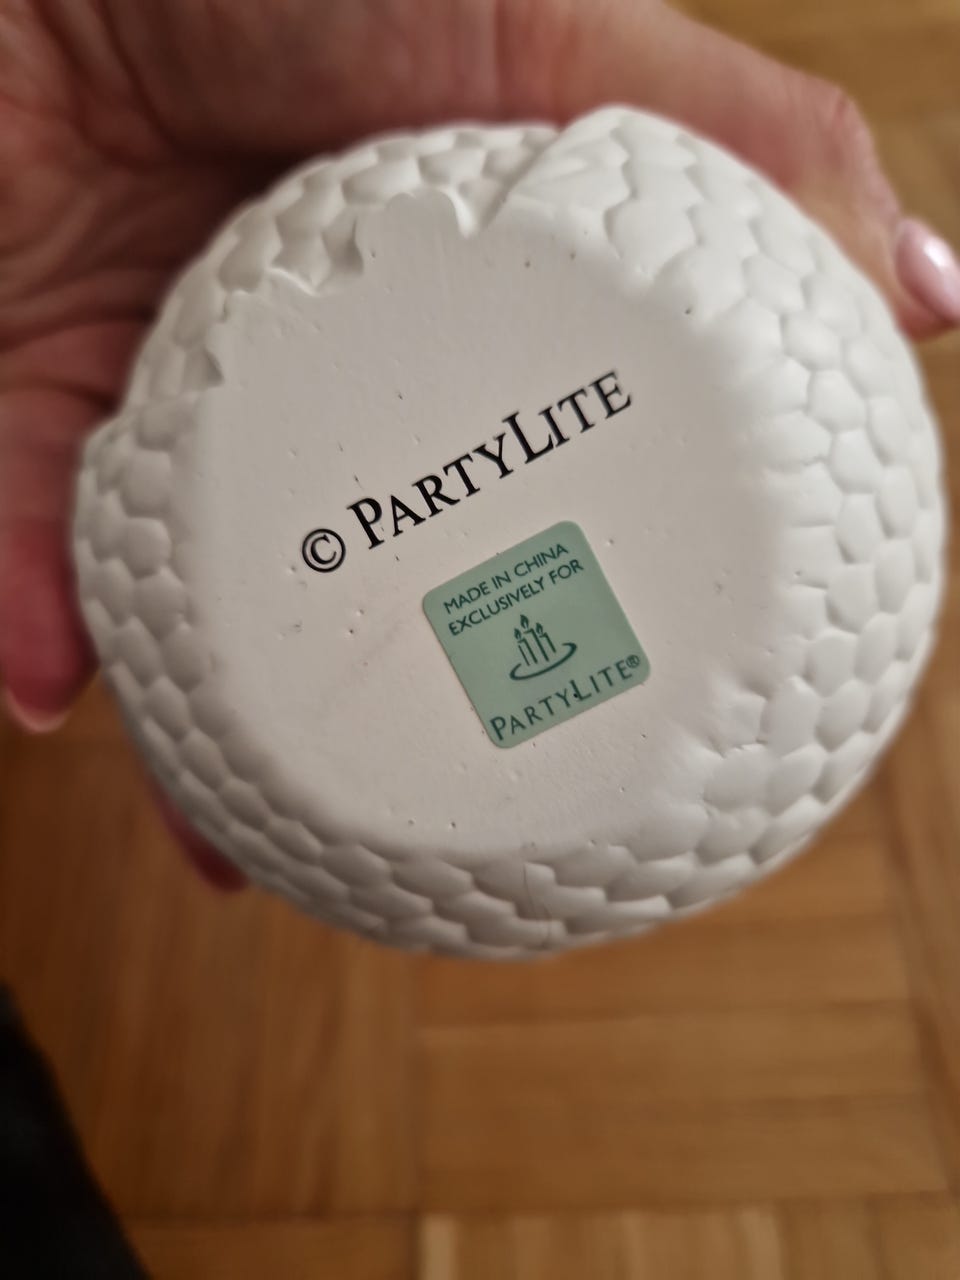 © PARTYLITE
MADE IN CHINA
EXCLUSIVELY FOR
PARTYLITE®